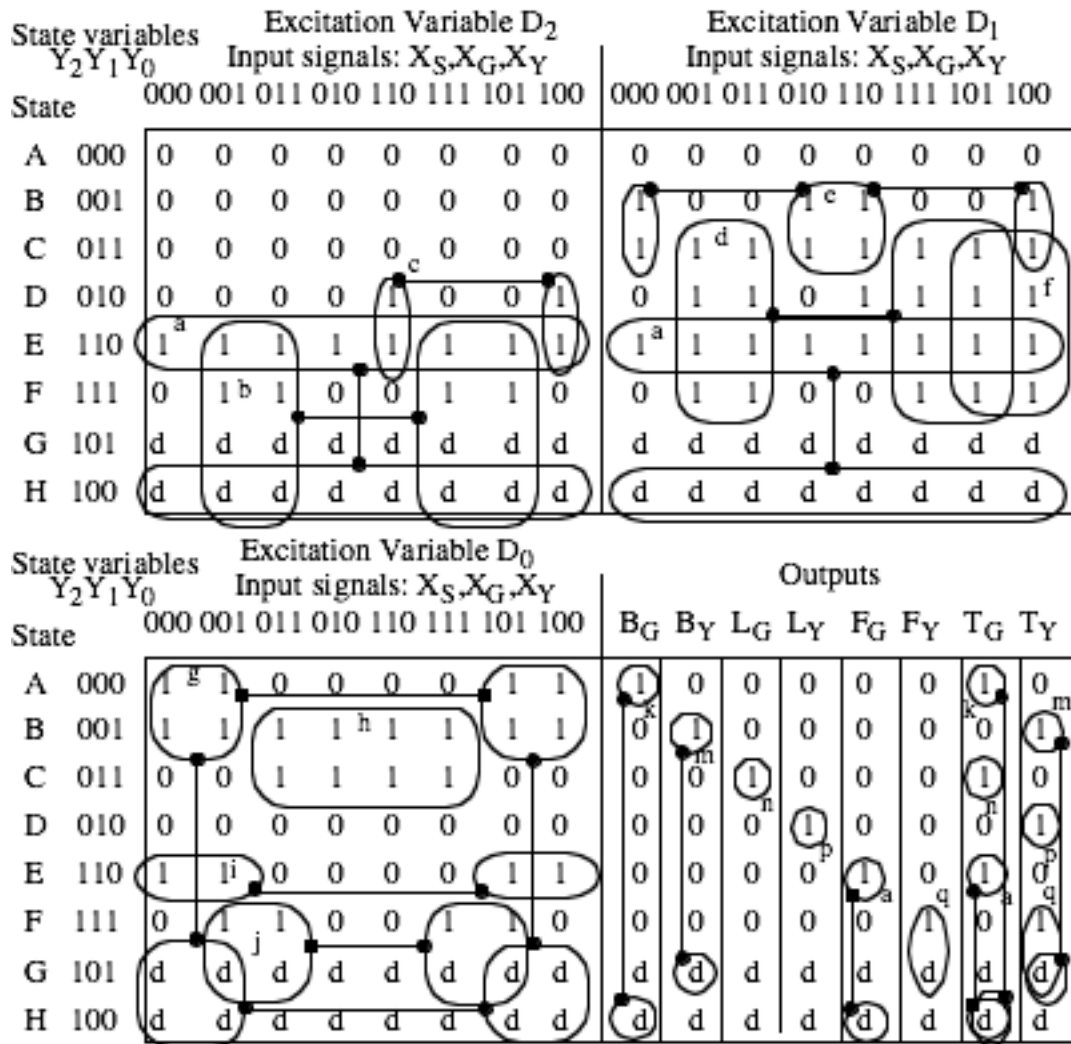 Excitation Variable D2
Excitation Variable D1
State variables
Input signals: XS,XG,XY
Input signals: XS,XG,XY
Y2Y1Y0
000 001 011 010 110 111 101 100
000 001 011 010 110 111 101 100
State
A 000 0 0 0 0 0 0 0 0 0 0 0 0 0 0 0 0
B 001 0 0 0 0 0 0 0 0 1 0 0 1 e 1 0 0 1
C 011 0 0 0 0 0 0 0 0 1 1 d 1 1 1 1 1 1
c
D 010 0 0 0 0 1 0 0 1 0 1 1 0 1 1 1 1 f
a
E 110 1 1 1 1 1 1 1 1 1 a 1 1 1 1 1 1 1
F 111 0 1 b 1 0 0 1 1 0 0 1 1 0 0 1 1 1
G 101 d d d d d d d d d d d d d d d d
H 100 d d d d d d d d d d d d d d d d
Excitation Variable D0
State variables
Outputs
Input signals: XS,XG,XY
Y2Y1Y0
000 001 011 010 110 111 101 100
BG BY LG LY FG FY TG TY
State
A 000 1 g 1 0 0 0 0 1 1 1 0 0 0 0 0 1 0
k k m
B 001 1 1 1 1 h 1 1 1 1 0 1 0 0 0 0 0 1
m
C 011 0 0 1 1 1 1 0 0 0 0 1 0 0 0 1 0
n n
D 010 0 0 0 0 0 0 0 0 0 0 0 1 0 0 0 1
p p
E 110 1 1 i 0 0 0 0 1 1 0 0 0 0 1 0 1 0
a q a q
F 111 0 1 1 0 0 1 1 0 0 0 0 0 0 1 0 1
j
G 101 d d d d d d d d d d d d d d d d
H 100 d d d d d d d d d d d d d d d d